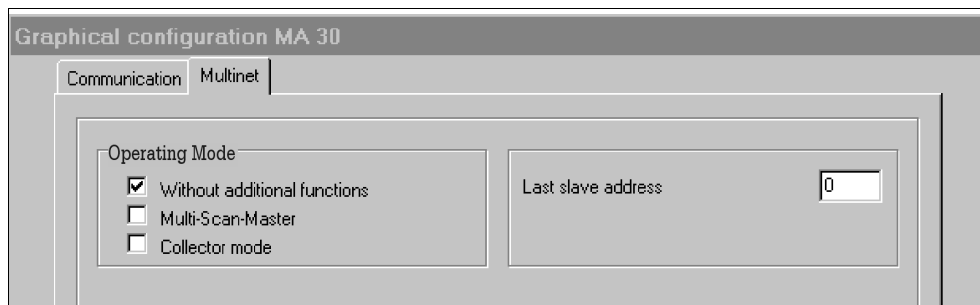 Graphical configuration MA 30
Communication Multinet
Operating Mode
Without additional functions
Multi-Scan-Master
Collector mode
Last slave address 0